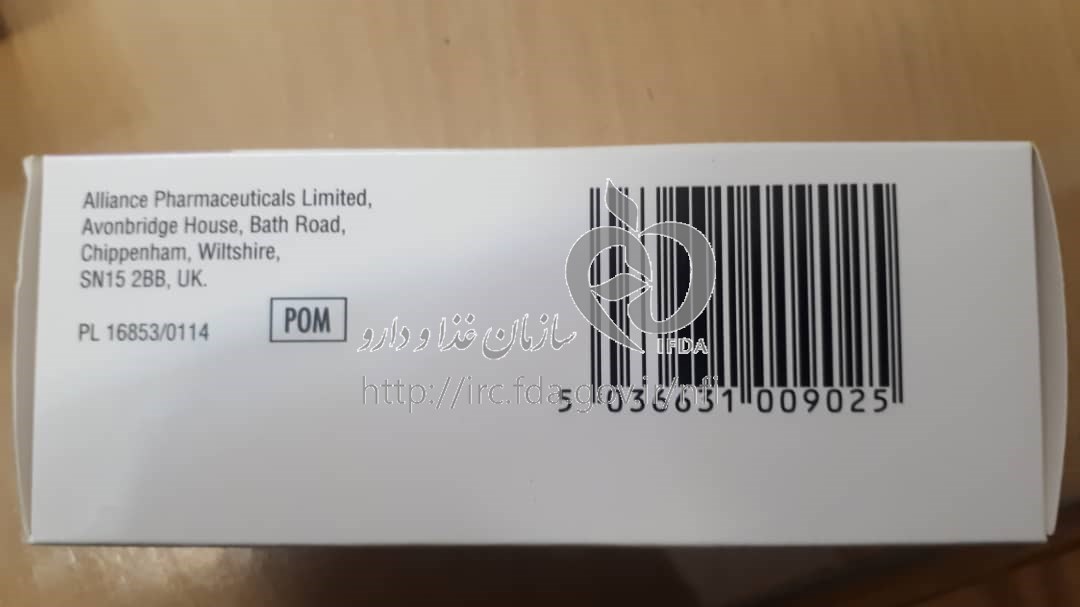 Alliance Pharmaceuticals Limited,
Avonbridge House, Bath Road,
Chippenham, Wiltshire,
SN15 2BB, UK.
PL 16853/0114
POM
سازمان غذا و دارو
IFDA
http://irc.fda.gov.ir/nfi
5 036631 009025